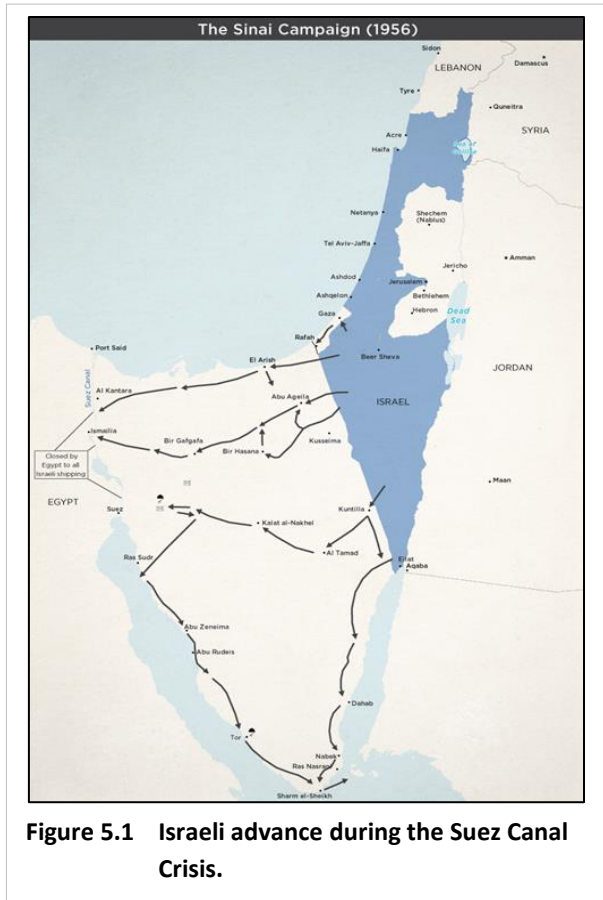 The Sinai Campaign (1956)
Sidon
LEBANON
Damascus
Tyre
Quneitra
SYRIA
Acre
Haifa
Netanya
Shechem
(Nablus)
Tel Aviv-Jaffa
Amman
Jericho
Ashdod
Jerusalem
Ashqelon
Bethlehem
Dead
Sea
Gaza
Hebron
Rafah
Port Said
El Arish
Beer Sheva
JORDAN
Suez Canal
Al Kantara
Abu Ageila
ISRAEL
Ismailia
Bir Gafgafa
Kusseima
Bir Hasana
Closed by
Egypt to all
Israeli shipping
EGYPT
Maan
Suez
Kuntilla
Kalat al-Nakhel
Al Tamad
Ras Sudr
Eilat
Aqaba
Abu Zeneima
Abu Rudeis
Dahab
Tor
Nabek
Ras Nasrani
Sharm al-Sheikh
Figure 5.1 Israeli advance during the Suez Canal
Crisis.